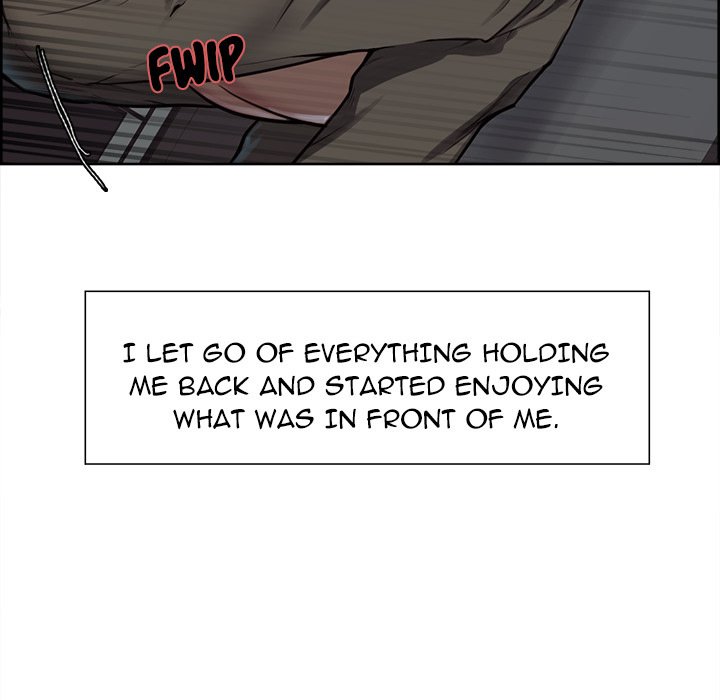 FWIP
I LET GO OF EVERYTHING HOLDING
ME BACK AND STARTED ENJOYING
WHAT WAS IN FRONT OF ME.